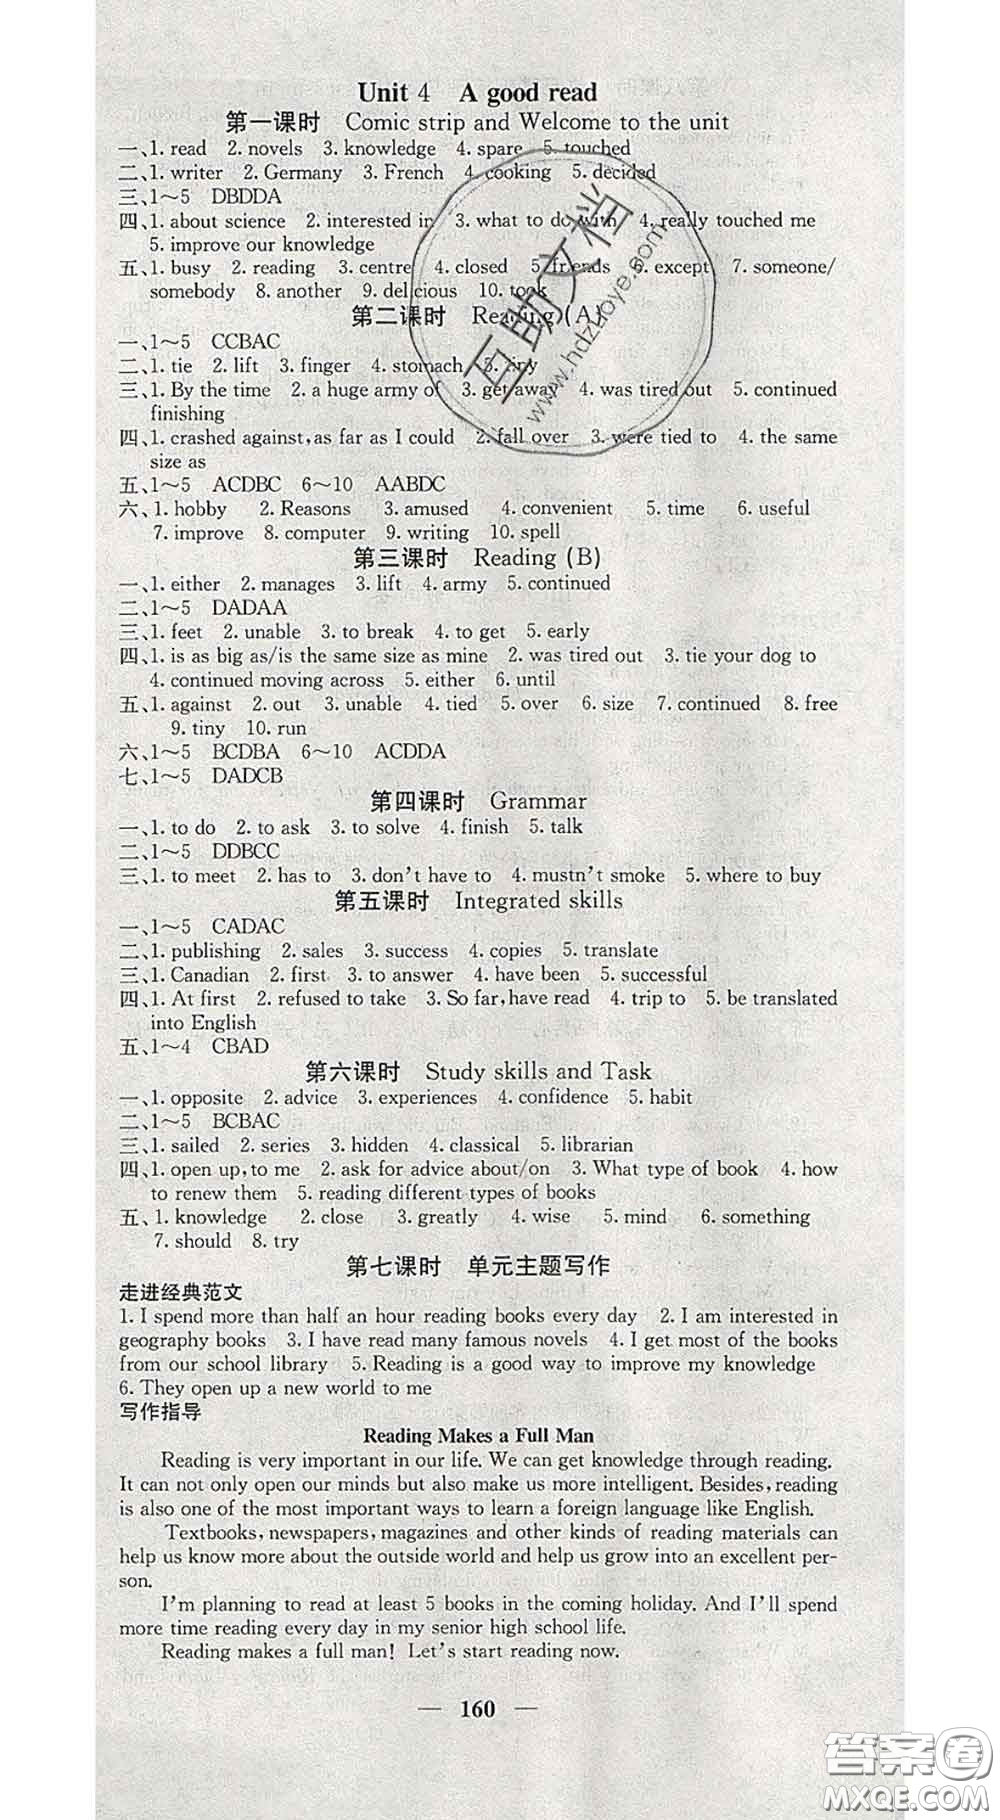 Unit 4 A good read
第一课时 Comic strip and Welcome to the unit
一、1. read 2. novels 3. knowledge 4. spare 5. touched
二、1. writer 2. Germany 3. French 4. cooking 5. decided
三、1～5 DBDDA
四、1. about science 2. interested in 3. what to do with 4. really touched me
5. improve our knowledge
五、1. busy 2. reading 3. centre 4. closed 5. friends 6. except 7. someone/
somebody 8. another 9. delicious 10. took
第二课时 Reading (A)
一、1～5 CCBAC
二、1. tie 2. lift 3. finger 4. stomach 5. tiny
三、1. By the time 2. a huge army of 3. get away 4. was tired out 5. continued
finishing
四、1. crashed against, as far as I could 2. fall over 3. were tied to 4. the same
size as
五、1～5 ACDBC 6～10 AABDC
六、1. hobby 2. Reasons 3. amused 4. convenient 5. time 6. useful
7. improve 8. computer 9. writing 10. spell
第三课时 Reading (B)
一、1. either 2. manages 3. lift 4. army 5. continued
二、1～5 DADAA
三、1. feet 2. unable 3. to break 4. to get 5. early
四、1. is as big as/is the same size as mine 2. was tired out 3. tie your dog to
4. continued moving across 5. either 6. until
五、1. against 2. out 3. unable 4. tied 5. over 6. size 7. continued 8. free
9. tiny 10. run
六、1～5 BCDBA 6～10 ACDDA
七、1～5 DADCB
第四课时 Grammar
一、1. to do 2. to ask 3. to solve 4. finish 5. talk
二、1～5 DDBCC
三、1. to meet 2. has to 3. don't have to 4. mustn't smoke 5. where to buy
第五课时 Integrated skills
一、1～5 CADAC
二、1. publishing 2. sales 3. success 4. copies 5. translate
三、1. Canadian 2. first 3. to answer 4. have been 5. successful
四、1. At first 2. refused to take 3. So far, have read 4. trip to 5. be translated
into English
五、1～4 CBAD
第六课时 Study skills and Task
一、1. opposite 2. advice 3. experiences 4. confidence 5. habit
二、1～5 BCBAC
三、1. sailed 2. series 3. hidden 4. classical 5. librarian
四、1. open up, to me 2. ask for advice about/on 3. What type of book 4. how
to renew them 5. reading different types of books
五、1. knowledge 2. close 3. greatly 4. wise 5. mind 6. something
7. should 8. try
第七课时 单元主题写作
走进经典范文
1. I spend more than half an hour reading books every day 2. I am interested in
geography books 3. I have read many famous novels 4. I get most of the books
from our school library 5. Reading is a good way to improve my knowledge
6. They open up a new world to me
写作指导
Reading Makes a Full Man
Reading is very important in our life. We can get knowledge through reading.
It can not only open our minds but also make us more intelligent. Besides, reading
is also one of the most important ways to learn a foreign language like English.
Textbooks, newspapers, magazines and other kinds of reading materials can
help us know more about the outside world and help us grow into an excellent per-
son.
I'm planning to read at least 5 books in the coming holiday. And I'll spend
more time reading every day in my senior high school life.
Reading makes a full man! Let's start reading now.
— 160 —
互助文档
www.hdzuoye.com
答案圈
MXQE.COM